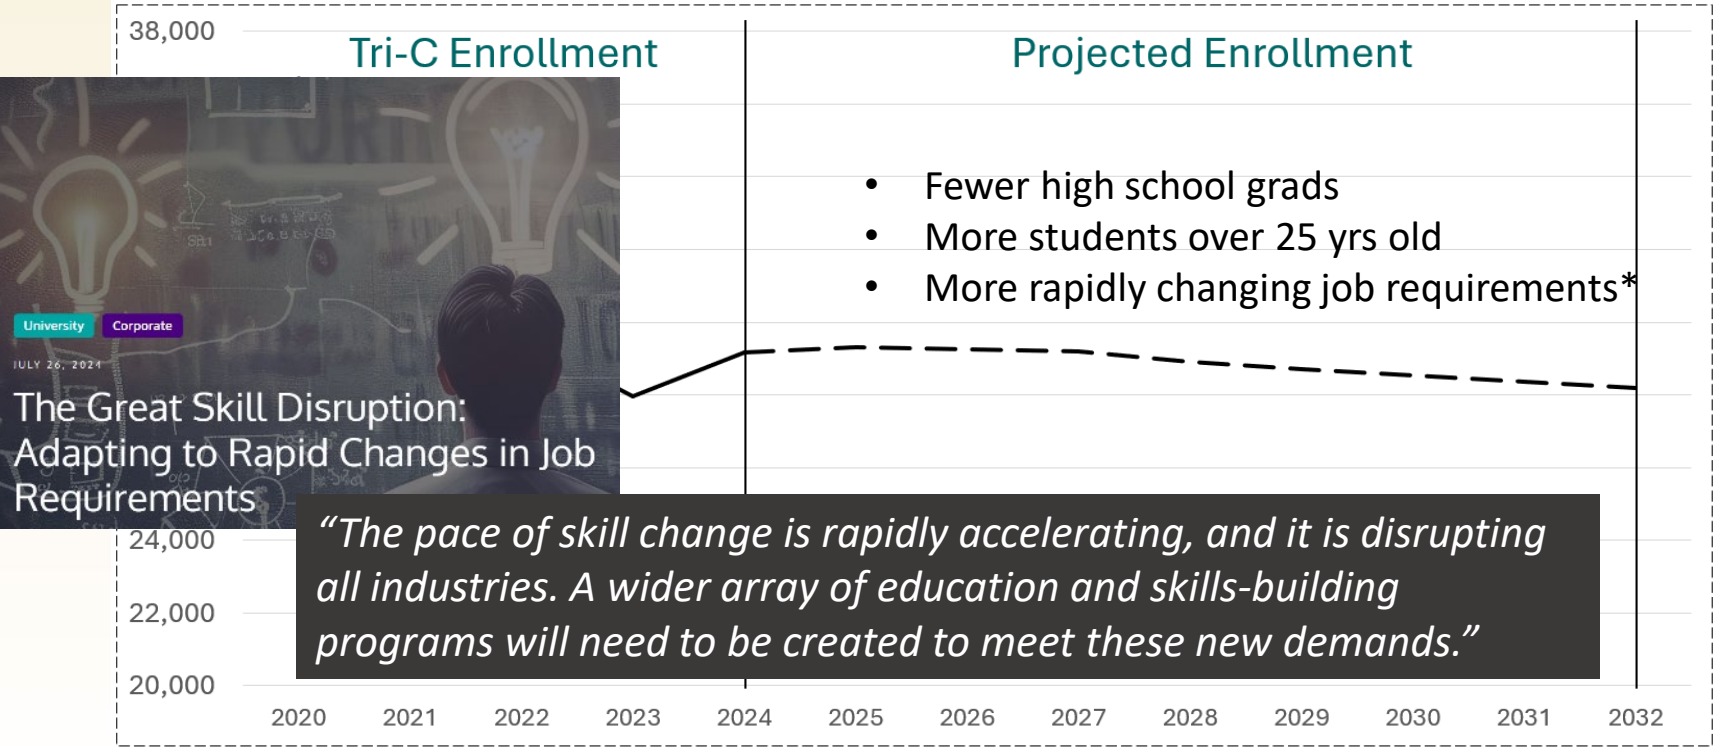 38,000
Tri-C Enrollment
Projected Enrollment
• Fewer high school grads
• More students over 25 yrs old
• More rapidly changing job requirements*
University Corporate
JULY 26, 2024
The Great Skill Disruption:
Adapting to Rapid Changes in Job
Requirements
“The pace of skill change is rapidly accelerating, and it is disrupting
all industries. A wider array of education and skills-building
programs will need to be created to meet these new demands.”
24,000
22,000
20,000
2020 2021 2022 2023 2024 2025 2026 2027 2028 2029 2030 2031 2032